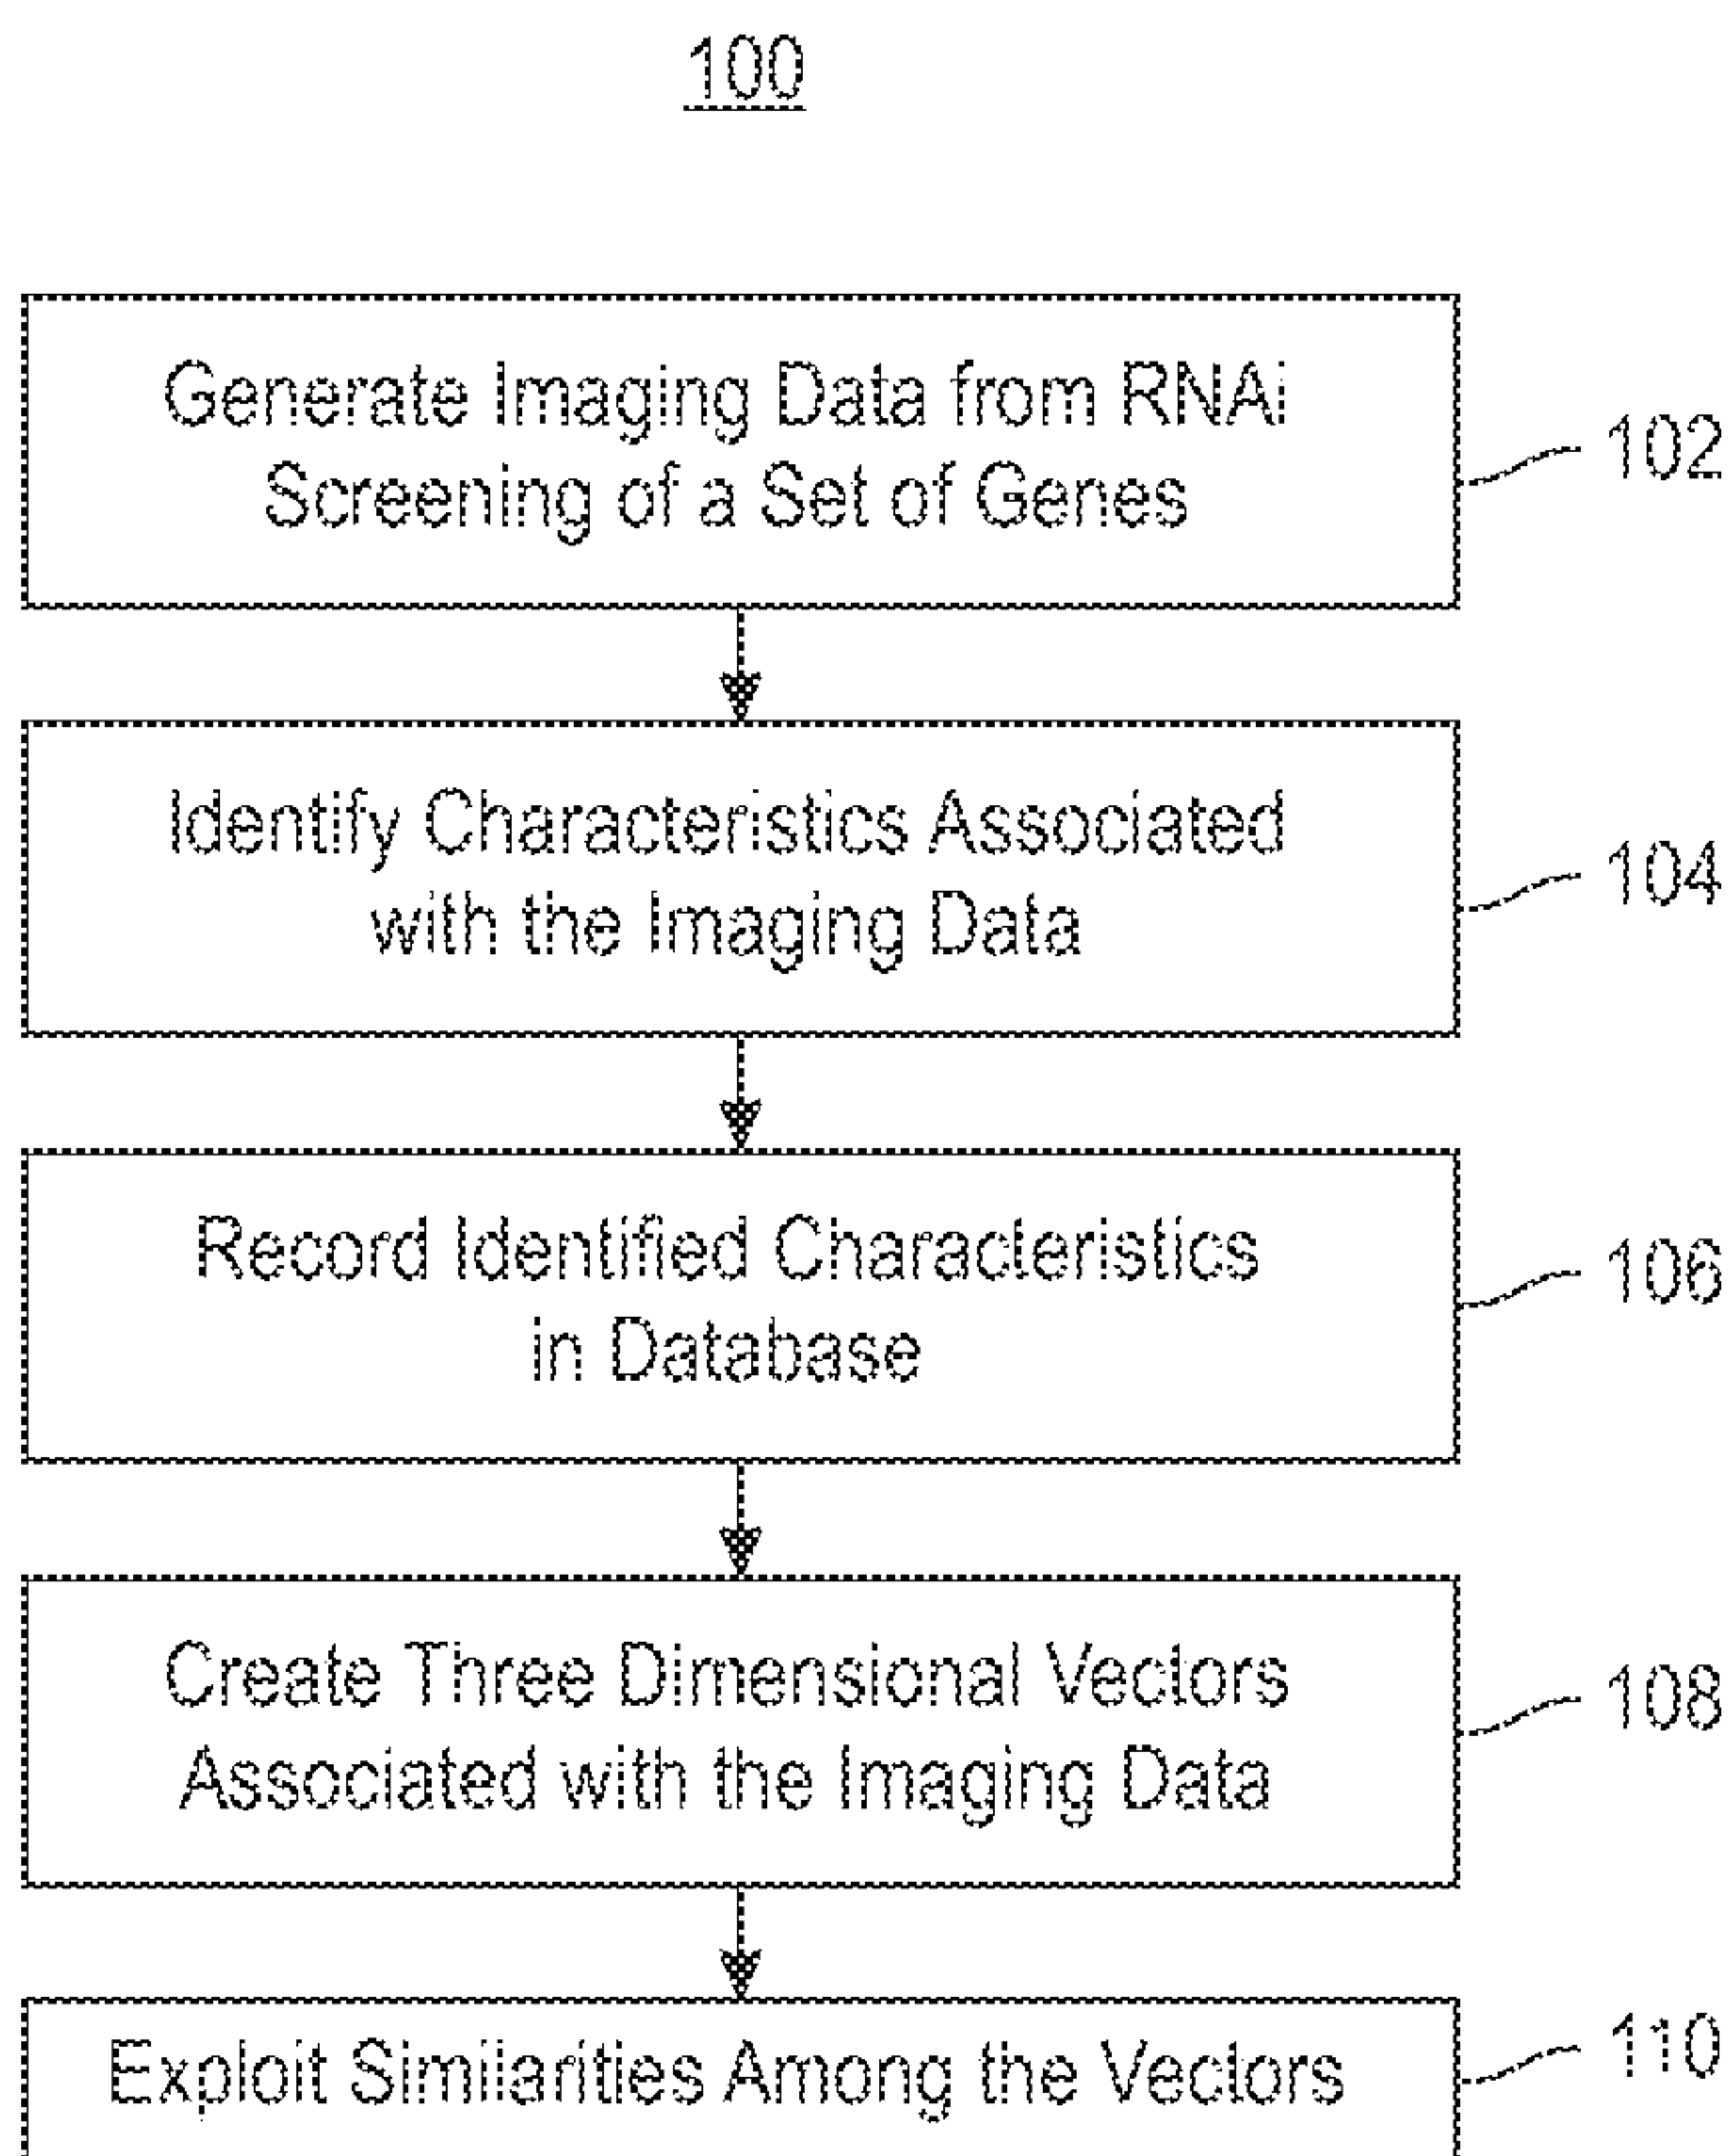 100
Generate Imaging Data from RNAi
Screening of a Set of Genes
102
Identify Characteristics Associated
with the Imaging Data
104
Record Identified Characteristics
in Database
106
Create Three Dimensional Vectors
Associated with the Imaging Data
108
Exploit Similarities Among the Vectors
110